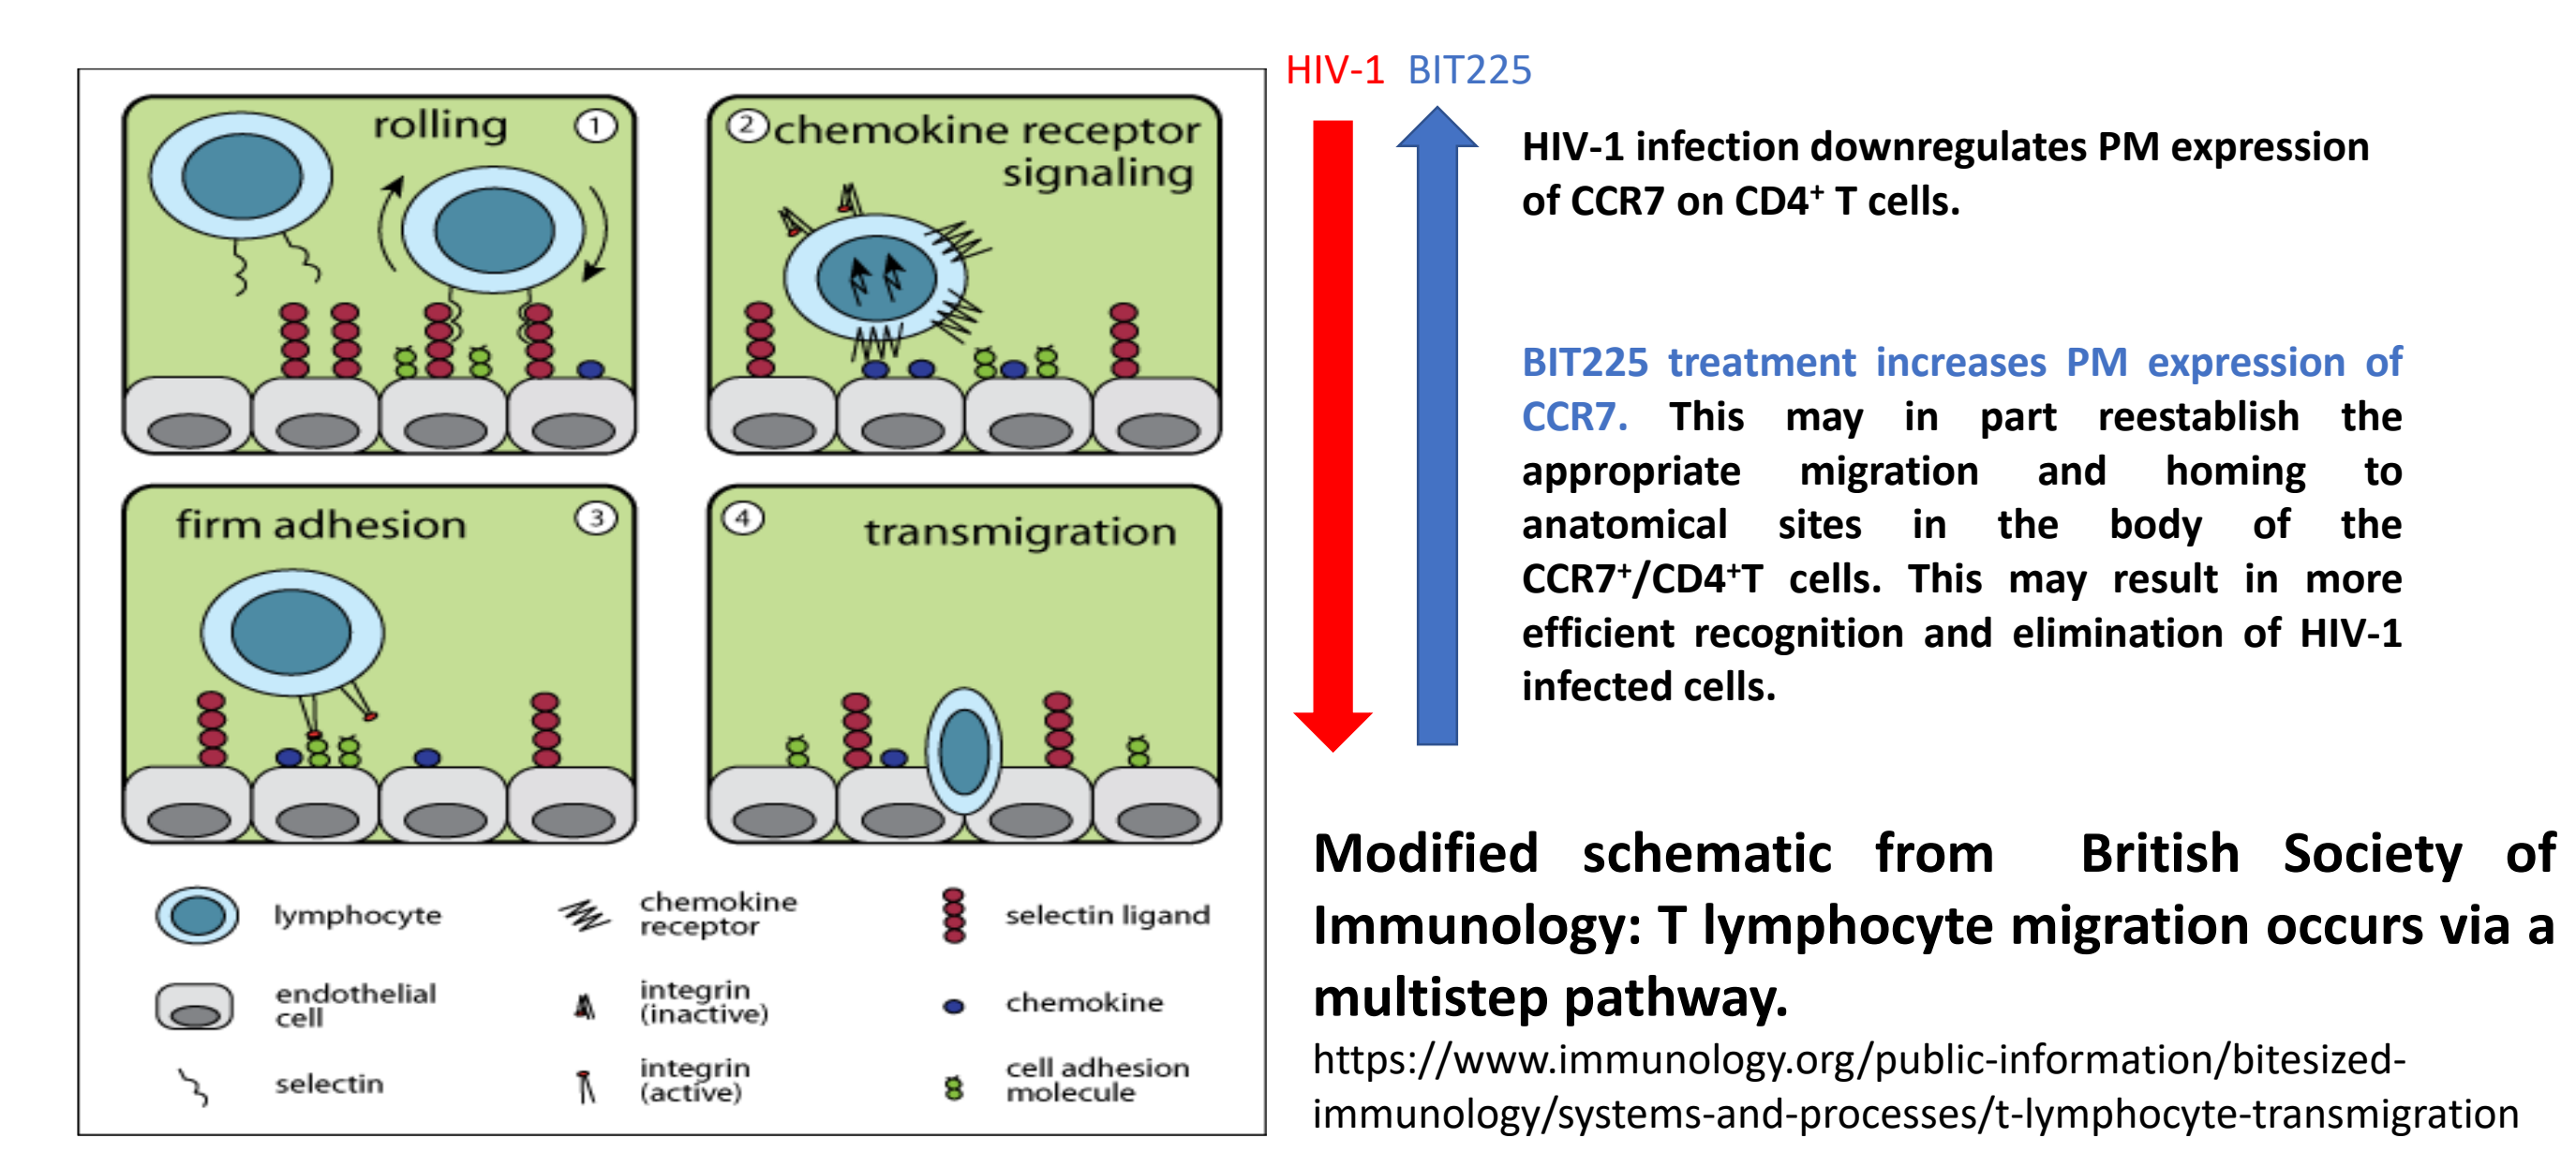 rolling
1
2
chemokine receptor
signaling
firm adhesion
3
4
transmigration
lymphocyte
chemokine
receptor
selectin ligand
endothelial
cell
integrin
(inactive)
chemokine
selectin
integrin
(active)
cell adhesion
molecule
HIV-1 BIT225
HIV-1 infection downregulates PM expression
of CCR7 on CD4⁺ T cells.
BIT225 treatment increases PM expression of
CCR7. This may in part reestablish the
appropriate migration and homing to
anatomical sites in the body of the
CCR7⁺/CD4⁺T cells. This may result in more
efficient recognition and elimination of HIV-1
infected cells.
Modified schematic from British Society of
Immunology: T lymphocyte migration occurs via a
multistep pathway.
https://www.immunology.org/public-information/bitesized-
immunology/systems-and-processes/t-lymphocyte-transmigration